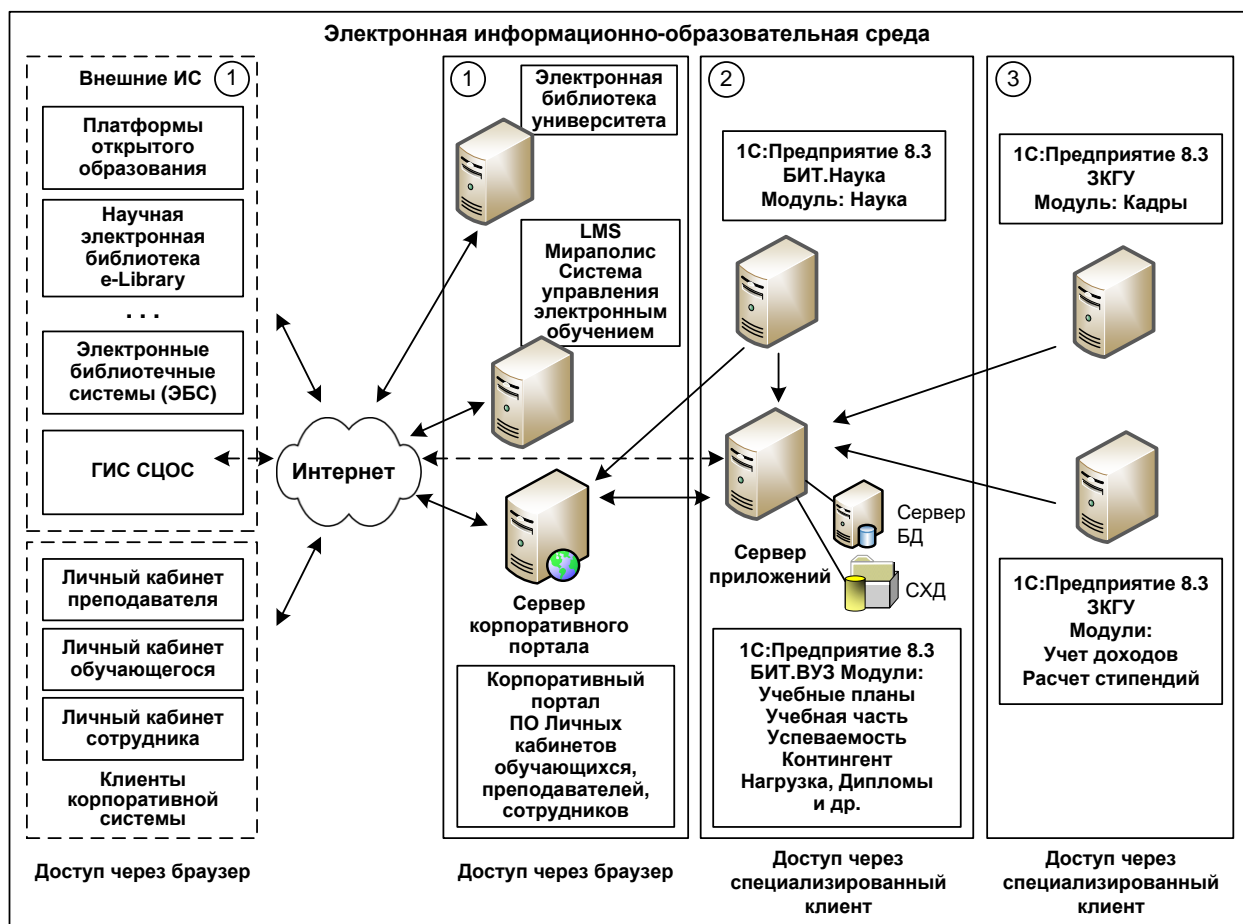 Электронная информационно-образовательная среда
Внешние ИС
1
Платформы
открытого
образования
Научная
электронная
библиотека
e-Library
. . .
Электронные
библиотечные
системы (ЭБС)
ГИС СЦОС
Личный кабинет
преподавателя
Личный кабинет
обучающегося
Личный кабинет
сотрудника
Клиенты
корпоративной
системы
Доступ через браузер
Интернет
1
Электронная
библиотека
университета
LMS
Мираполис
Система
управления
электронным
обучением
Сервер
корпоративного
портала
Корпоративный
портал
ПО Личных
кабинетов
обучающихся,
преподавателей,
сотрудников
Доступ через браузер
2
1С:Предприятие 8.3
БИТ.Наука
Модуль: Наука
Сервер
приложений
Сервер
БД
СХД
1С:Предприятие 8.3
БИТ.ВУЗ Модули:
Учебные планы
Учебная часть
Успеваемость
Контингент
Нагрузка, Дипломы
и др.
Доступ через
специализированный
клиент
3
1С:Предприятие 8.3
ЗКГУ
Модуль: Кадры
1С:Предприятие 8.3
ЗКГУ
Модули:
Учет доходов
Расчет стипендий
Доступ через
специализированный
клиент